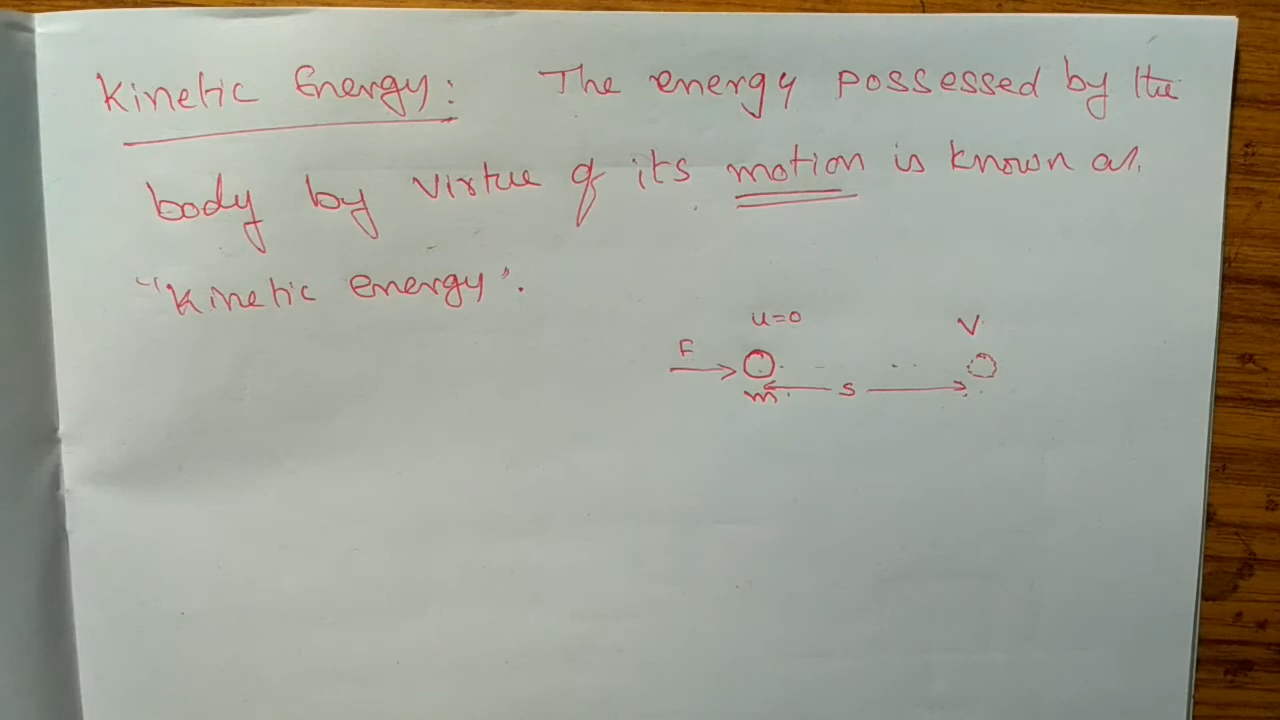 Kinetic Energy: The energy possessed by the
body by virtue of its motion is known as
"Kinetic energy".
u=0
V
F
m
s